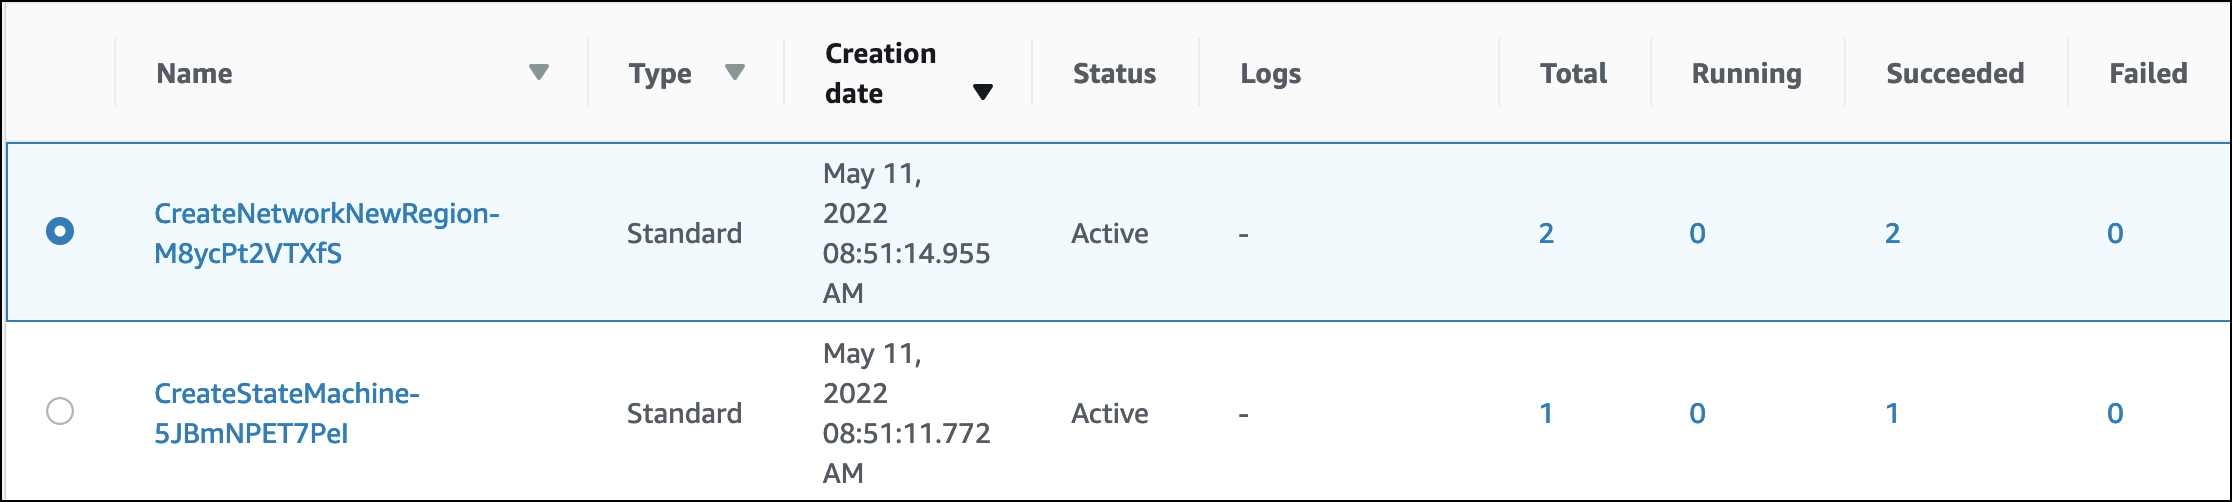 Name Type Creation date Status Logs Total Running Succeeded Failed
May 11,
CreateNetworkNewRegion- 2022
M8ycPt2VTXfS Standard 08:51:14.955 Active - 2 0 2 0
AM
May 11,
CreateStateMachine- 2022
5JBmNPET7PeI Standard 08:51:11.772 Active - 1 0 1 0
AM